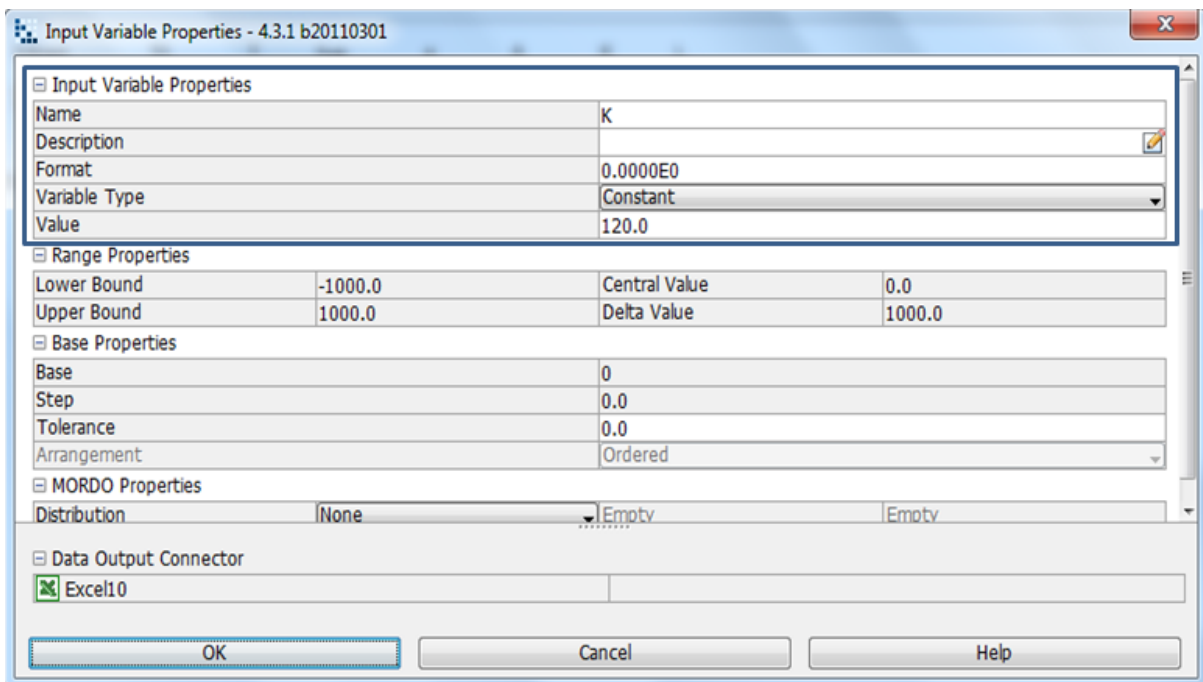 Input Variable Properties - 4.3.1 b20110301
Input Variable Properties
Name K
Description
Format 0.0000E0
Variable Type Constant
Value 120.0
Range Properties
Lower Bound -1000.0 Central Value 0.0
Upper Bound 1000.0 Delta Value 1000.0
Base Properties
Base 0
Step 0.0
Tolerance 0.0
Arrangement Ordered
MORDO Properties
Distribution None Empty Empty
Data Output Connector
Excel10
OK Cancel Help